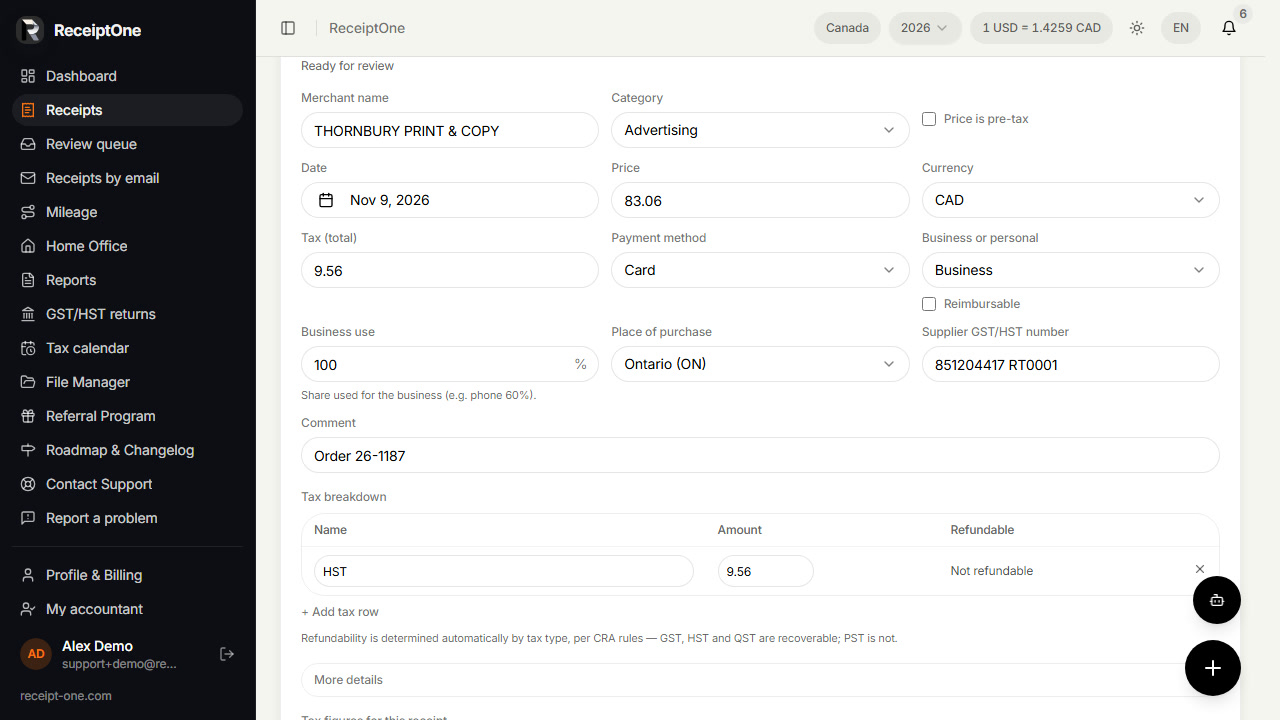 ReceiptOne
Dashboard
Receipts
Review queue
Receipts by email
Mileage
Home Office
Reports
GST/HST returns
Tax calendar
File Manager
Referral Program
Roadmap & Changelog
Contact Support
Report a problem
Profile & Billing
My accountant
AD
Alex Demo
support+demo@re...
receipt-one.com
ReceiptOne
Canada
2026
1 USD = 1.4259 CAD
EN
6
Ready for review
Merchant name
Category
THORNBURY PRINT & COPY
Advertising
Price is pre-tax
Date
Price
Currency
Nov 9, 2026
83.06
CAD
Tax (total)
Payment method
Business or personal
9.56
Card
Business
Reimbursable
Business use
Place of purchase
Supplier GST/HST number
100
%
Ontario (ON)
851204417 RT0001
Share used for the business (e.g. phone 60%).
Comment
Order 26-1187
Tax breakdown
Name
Amount
Refundable
HST
9.56
Not refundable
+ Add tax row
Refundability is determined automatically by tax type, per CRA rules — GST, HST and QST are recoverable; PST is not.
More details
Tax figures for this receipt